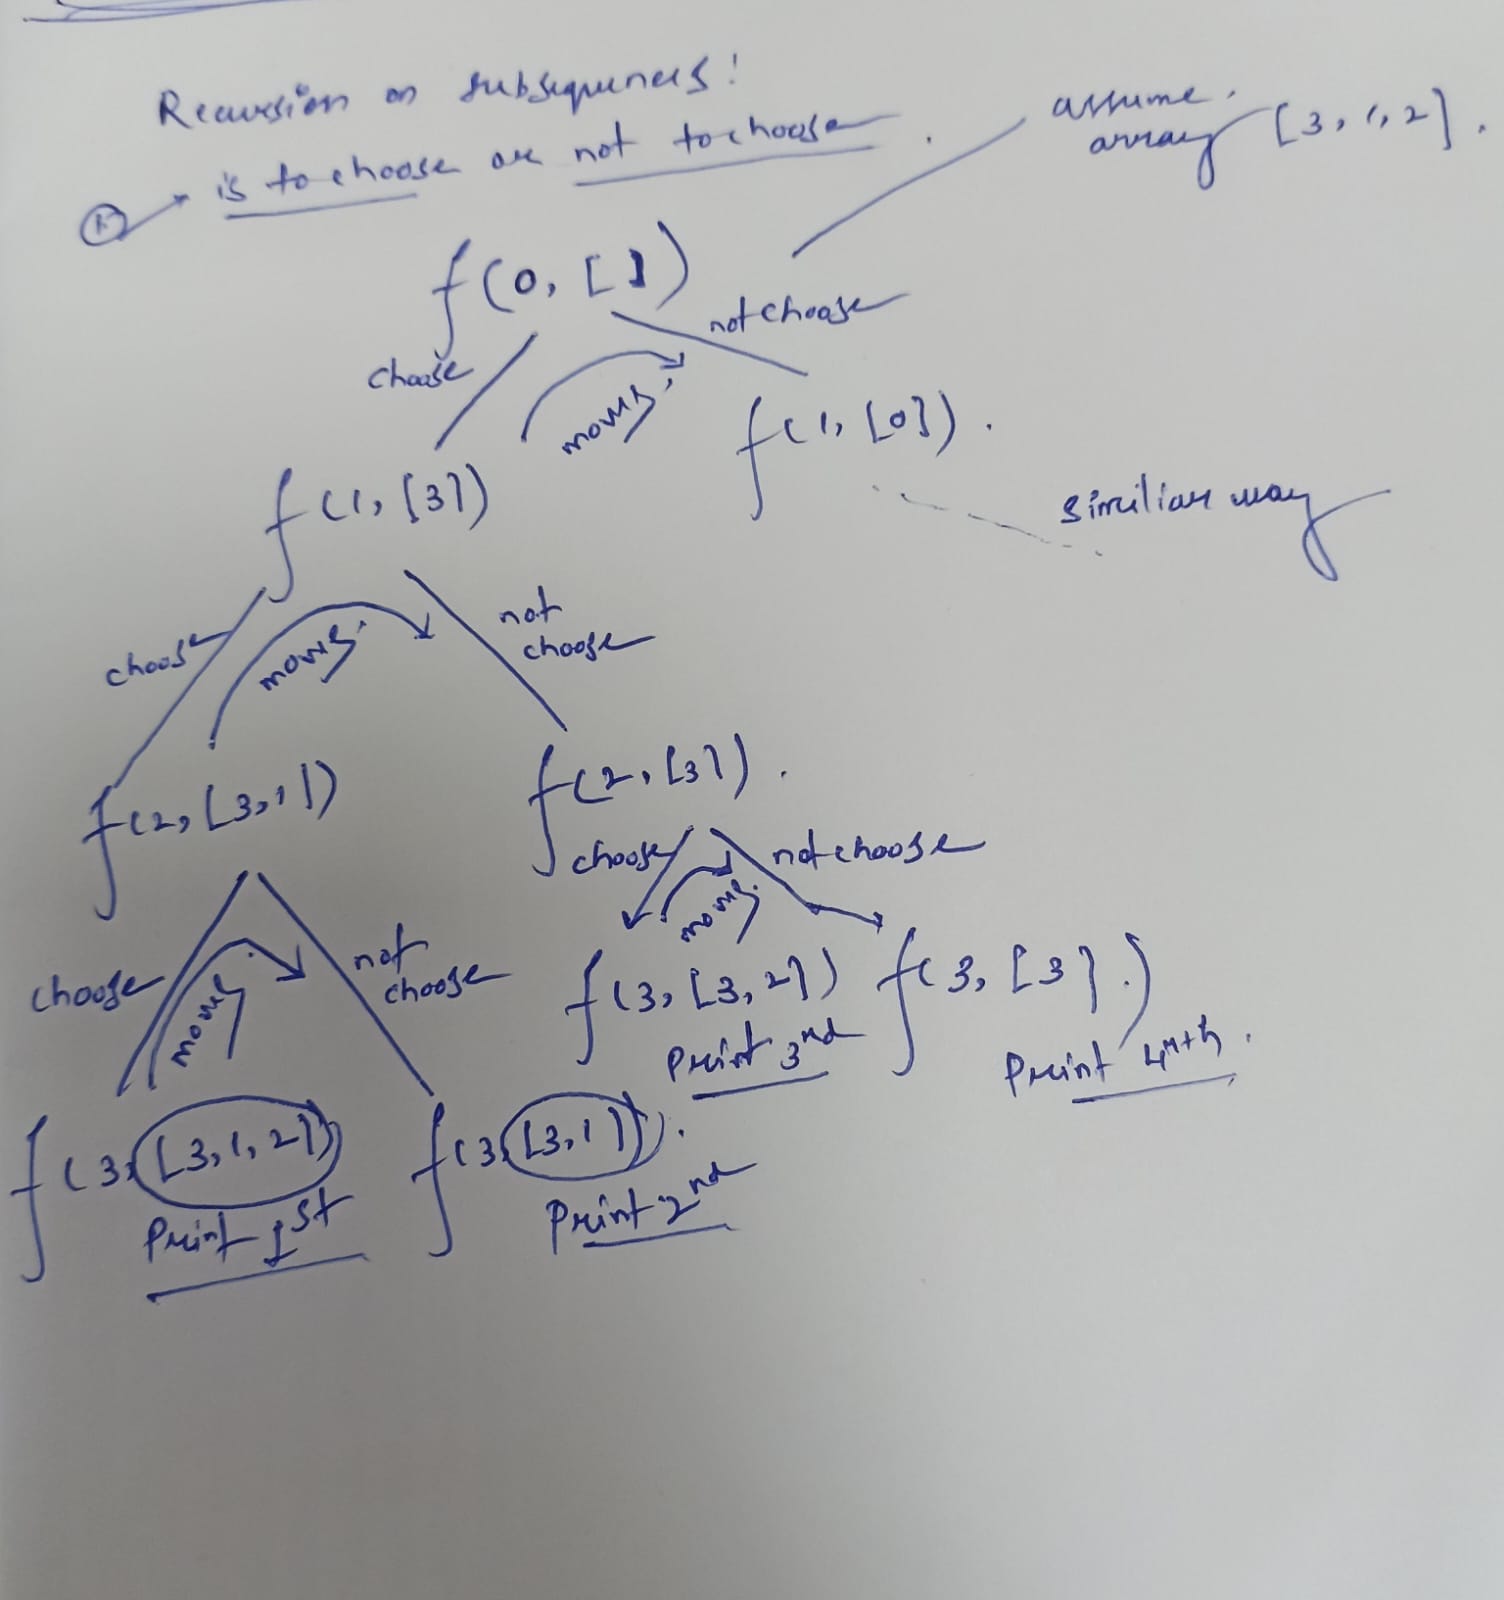 Recursion on subsequences!
is to choose or not to choose.
assume.
array [3, 1, 2].
f(0, [])
choose
not choose
moves.
f(1, [3])
f(1, [0]).
similiar way
choose
moves.
not
choose
f(2, [3,1])
f(2, [3]).
choose
not choose
moves.
choose
moves
not
choose
f(3, [3, 2])
f(3, [3].)
Print 3nd
Print 4nth.
f(3, [3, 1, 2])
f(3, [3, 1]).
Print 1st
Print 2nd